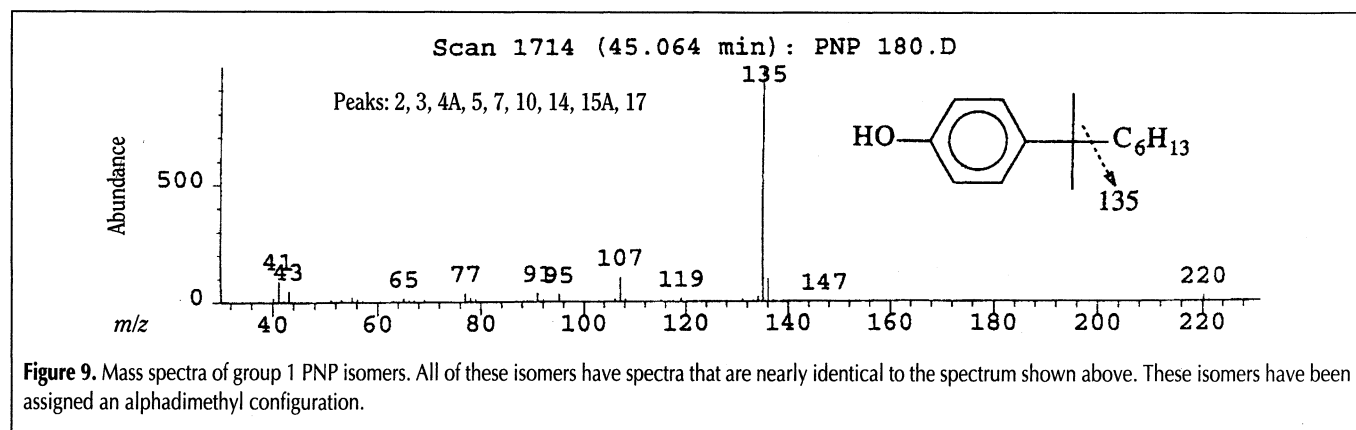 Scan 1714 (45.064 min): PNP 180.D
135
Peaks: 2, 3, 4A, 5, 7, 10, 14, 15A, 17
HO
C6H13
135
Abundance
500
0
41
43
65
77
91
95
107
119
147
220
m/z
40 60 80 100 120 140 160 180 200 220
Figure 9. Mass spectra of group 1 PNP isomers. All of these isomers have spectra that are nearly identical to the spectrum shown above. These isomers have been
assigned an alphadimethyl configuration.